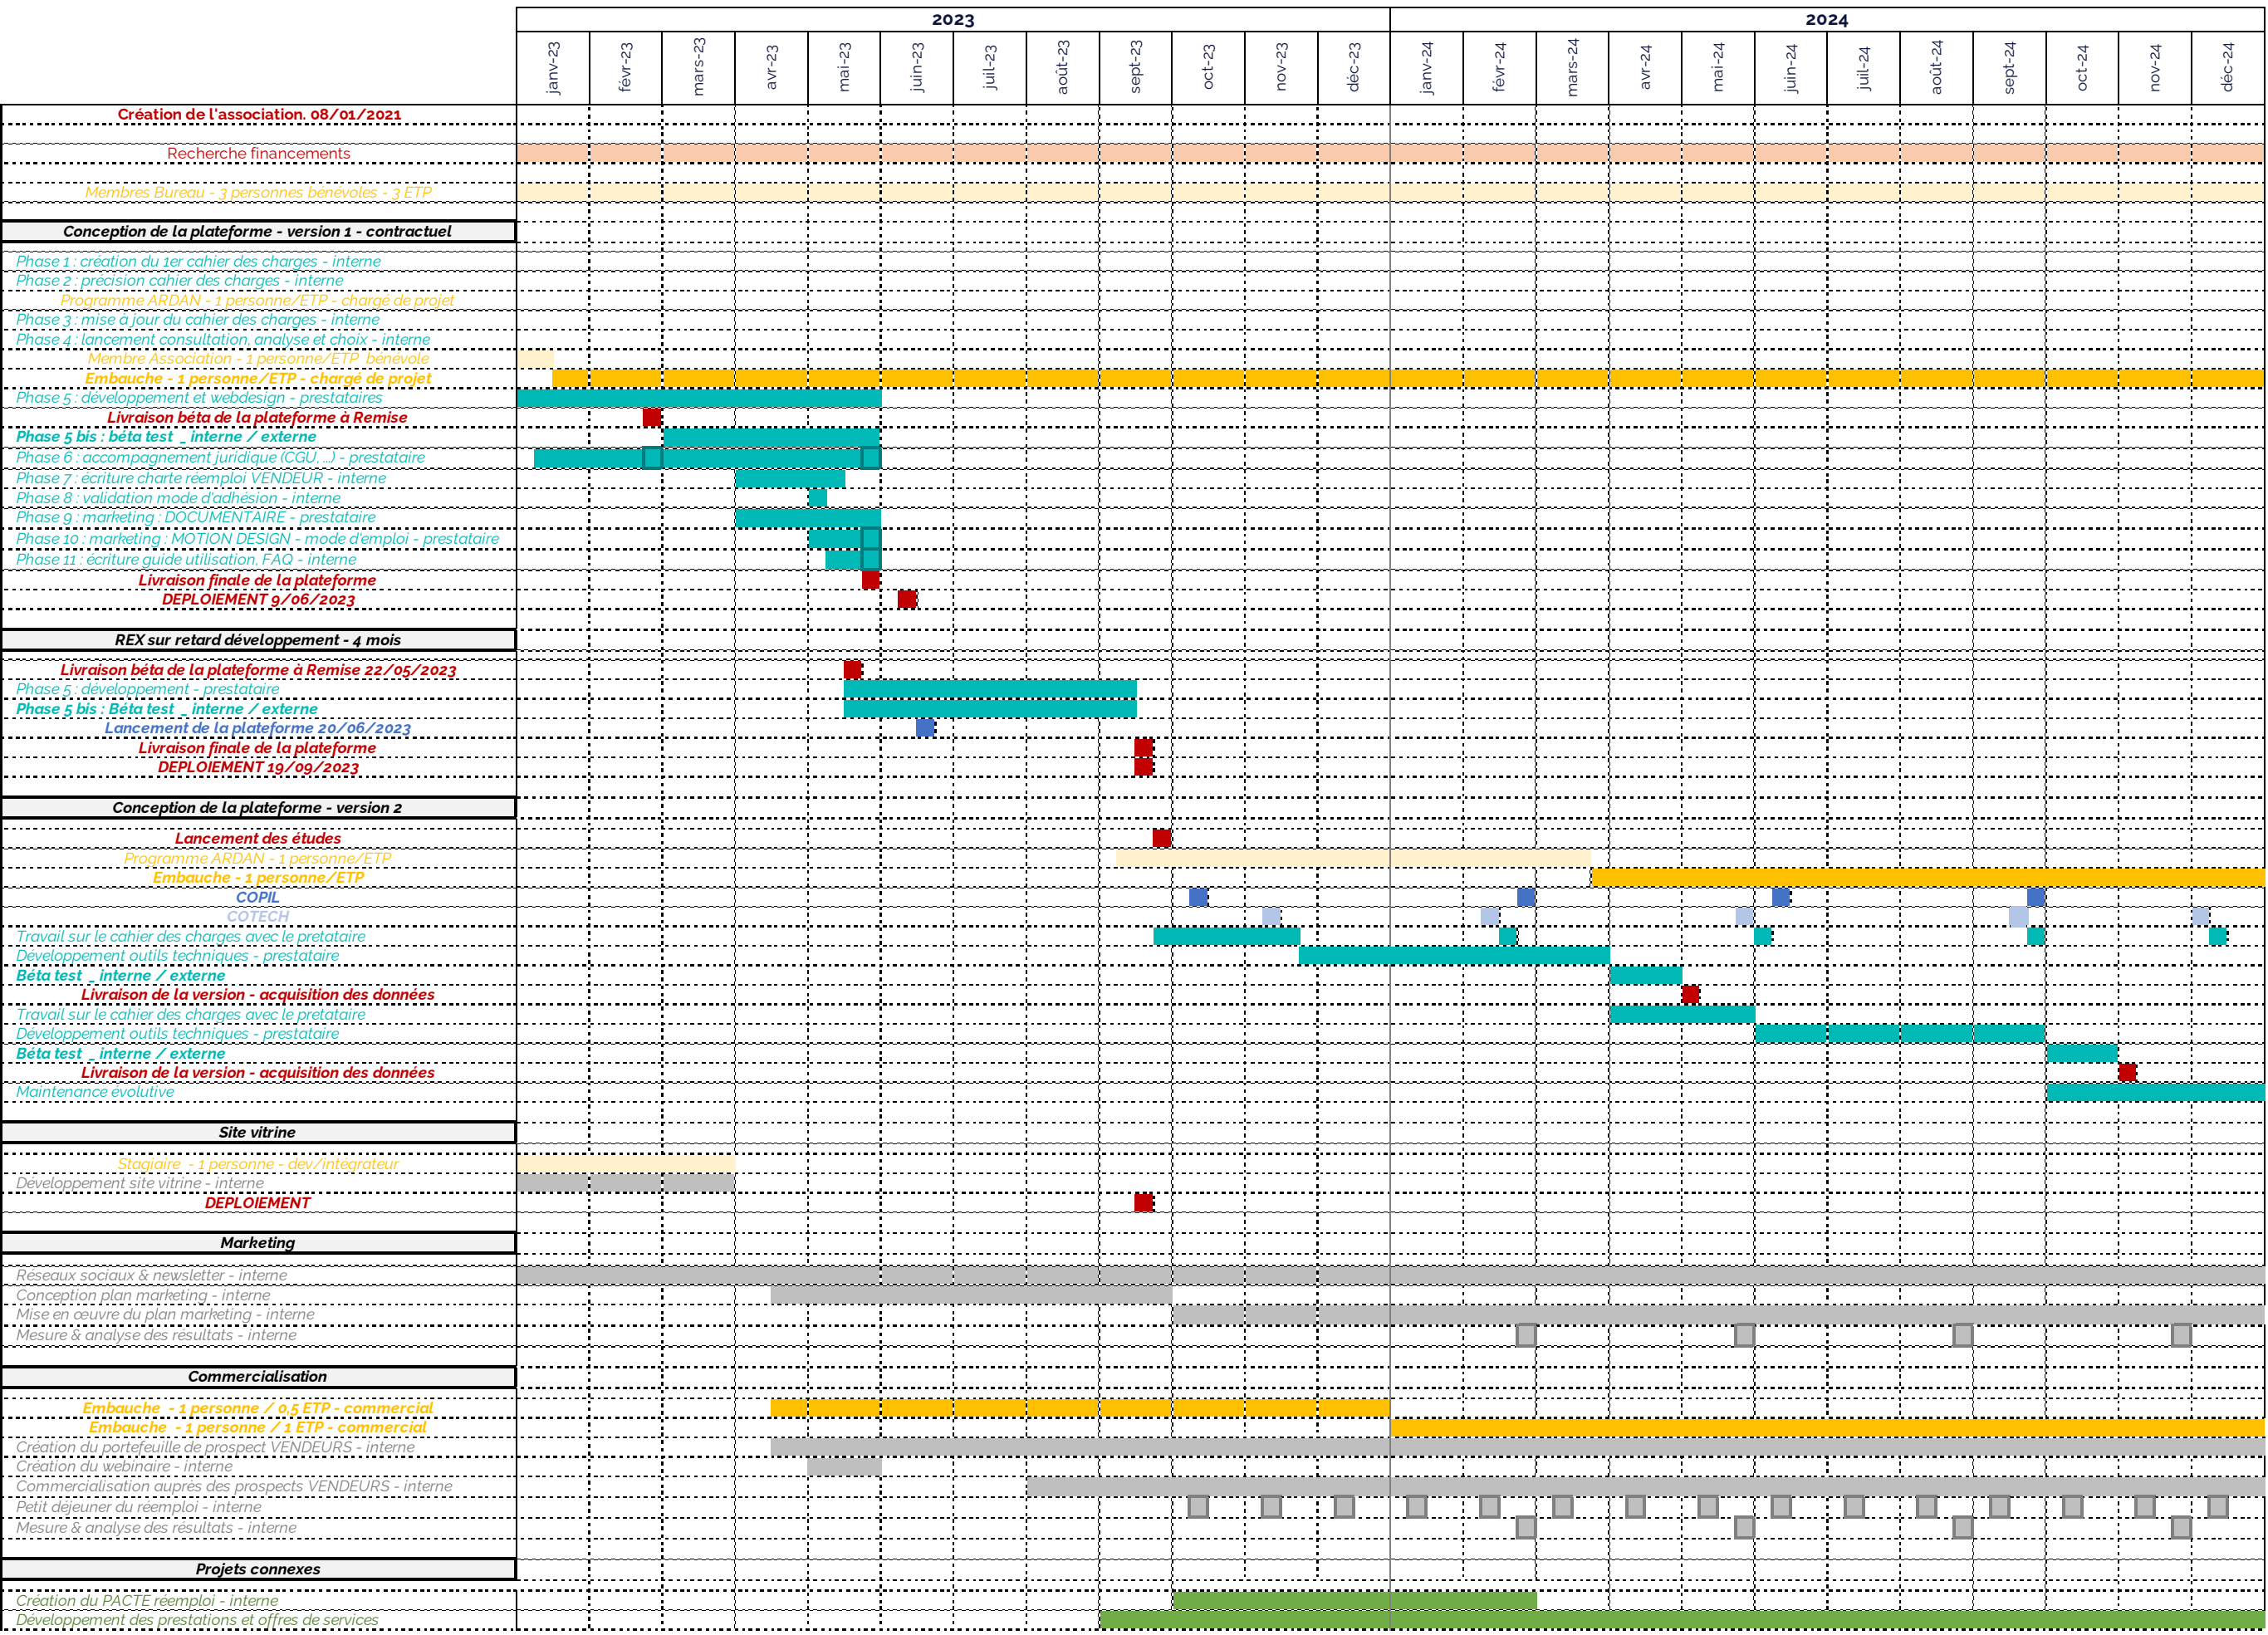 2023
2024
janv-23
févr-23
mars-23
avr-23
mai-23
juin-23
juil-23
août-23
sept-23
oct-23
nov-23
déc-23
janv-24
févr-24
mars-24
avr-24
mai-24
juin-24
juil-24
août-24
sept-24
oct-24
nov-24
déc-24
Création de l'association. 08/01/2021
Recherche financements
Membres Bureau - 3 personnes bénévoles - 3 ETP
Conception de la plateforme - version 1 - contractuel
Phase 1 : création du 1er cahier des charges - interne
Phase 2 : précision cahier des charges - interne
Programme ARDAN - 1 personne/ETP - chargé de projet
Phase 3 : mise à jour du cahier des charges - interne
Phase 4 : lancement consultation, analyse et choix - interne
Membre Association - 1 personne/ETP bénévole
Embauche - 1 personne/ETP - chargé de projet
Phase 5 : développement et webdesign - prestataires
Livraison béta de la plateforme à Remise
Phase 5 bis : béta test _ interne / externe
Phase 6 : accompagnement juridique (CGU, ...) - prestataire
Phase 7 : écriture charte réemploi VENDEUR - interne
Phase 8 : validation mode d'adhésion - interne
Phase 9 : marketing : DOCUMENTAIRE - prestataire
Phase 10 : marketing : MOTION DESIGN - mode d'emploi - prestataire
Phase 11 : écriture guide utilisation, FAQ - interne
Livraison finale de la plateforme
DEPLOIEMENT 9/06/2023
REX sur retard développement - 4 mois
Livraison béta de la plateforme à Remise 22/05/2023
Phase 5 : développement - prestataire
Phase 5 bis : Béta test _ interne / externe
Lancement de la plateforme 20/06/2023
Livraison finale de la plateforme
DEPLOIEMENT 19/09/2023
Conception de la plateforme - version 2
Lancement des études
Programme ARDAN - 1 personne/ETP
Embauche - 1 personne/ETP
COPIL
COTECH
Travail sur le cahier des charges avec le pretataire
Développement outils techniques - prestataire
Béta test _ interne / externe
Livraison de la version - acquisition des données
Travail sur le cahier des charges avec le pretataire
Développement outils techniques - prestataire
Béta test _ interne / externe
Livraison de la version - acquisition des données
Maintenance évolutive
Site vitrine
Stagiaire - 1 personne - dev/intégrateur
Développement site vitrine - interne
DEPLOIEMENT
Marketing
Réseaux sociaux & newsletter - interne
Conception plan marketing - interne
Mise en œuvre du plan marketing - interne
Mesure & analyse des résultats - interne
Commercialisation
Embauche - 1 personne / 0,5 ETP - commercial
Embauche - 1 personne / 1 ETP - commercial
Création du portefeuille de prospect VENDEURS - interne
Création du webinaire - interne
Commercialisation auprès des prospects VENDEURS - interne
Petit déjeuner du réemploi - interne
Mesure & analyse des résultats - interne
Projets connexes
Création du PACTE réemploi - interne
Développement des prestations et offres de services